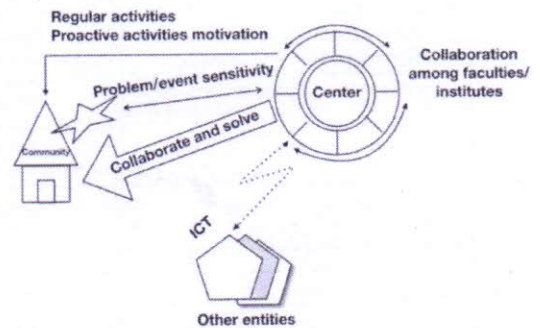 Regular activities
Proactive activities motivation
Problem/event sensitivity
Center
Collaboration
among faculties/
institutes
Community
Collaborate and solve
ICT
Other entities